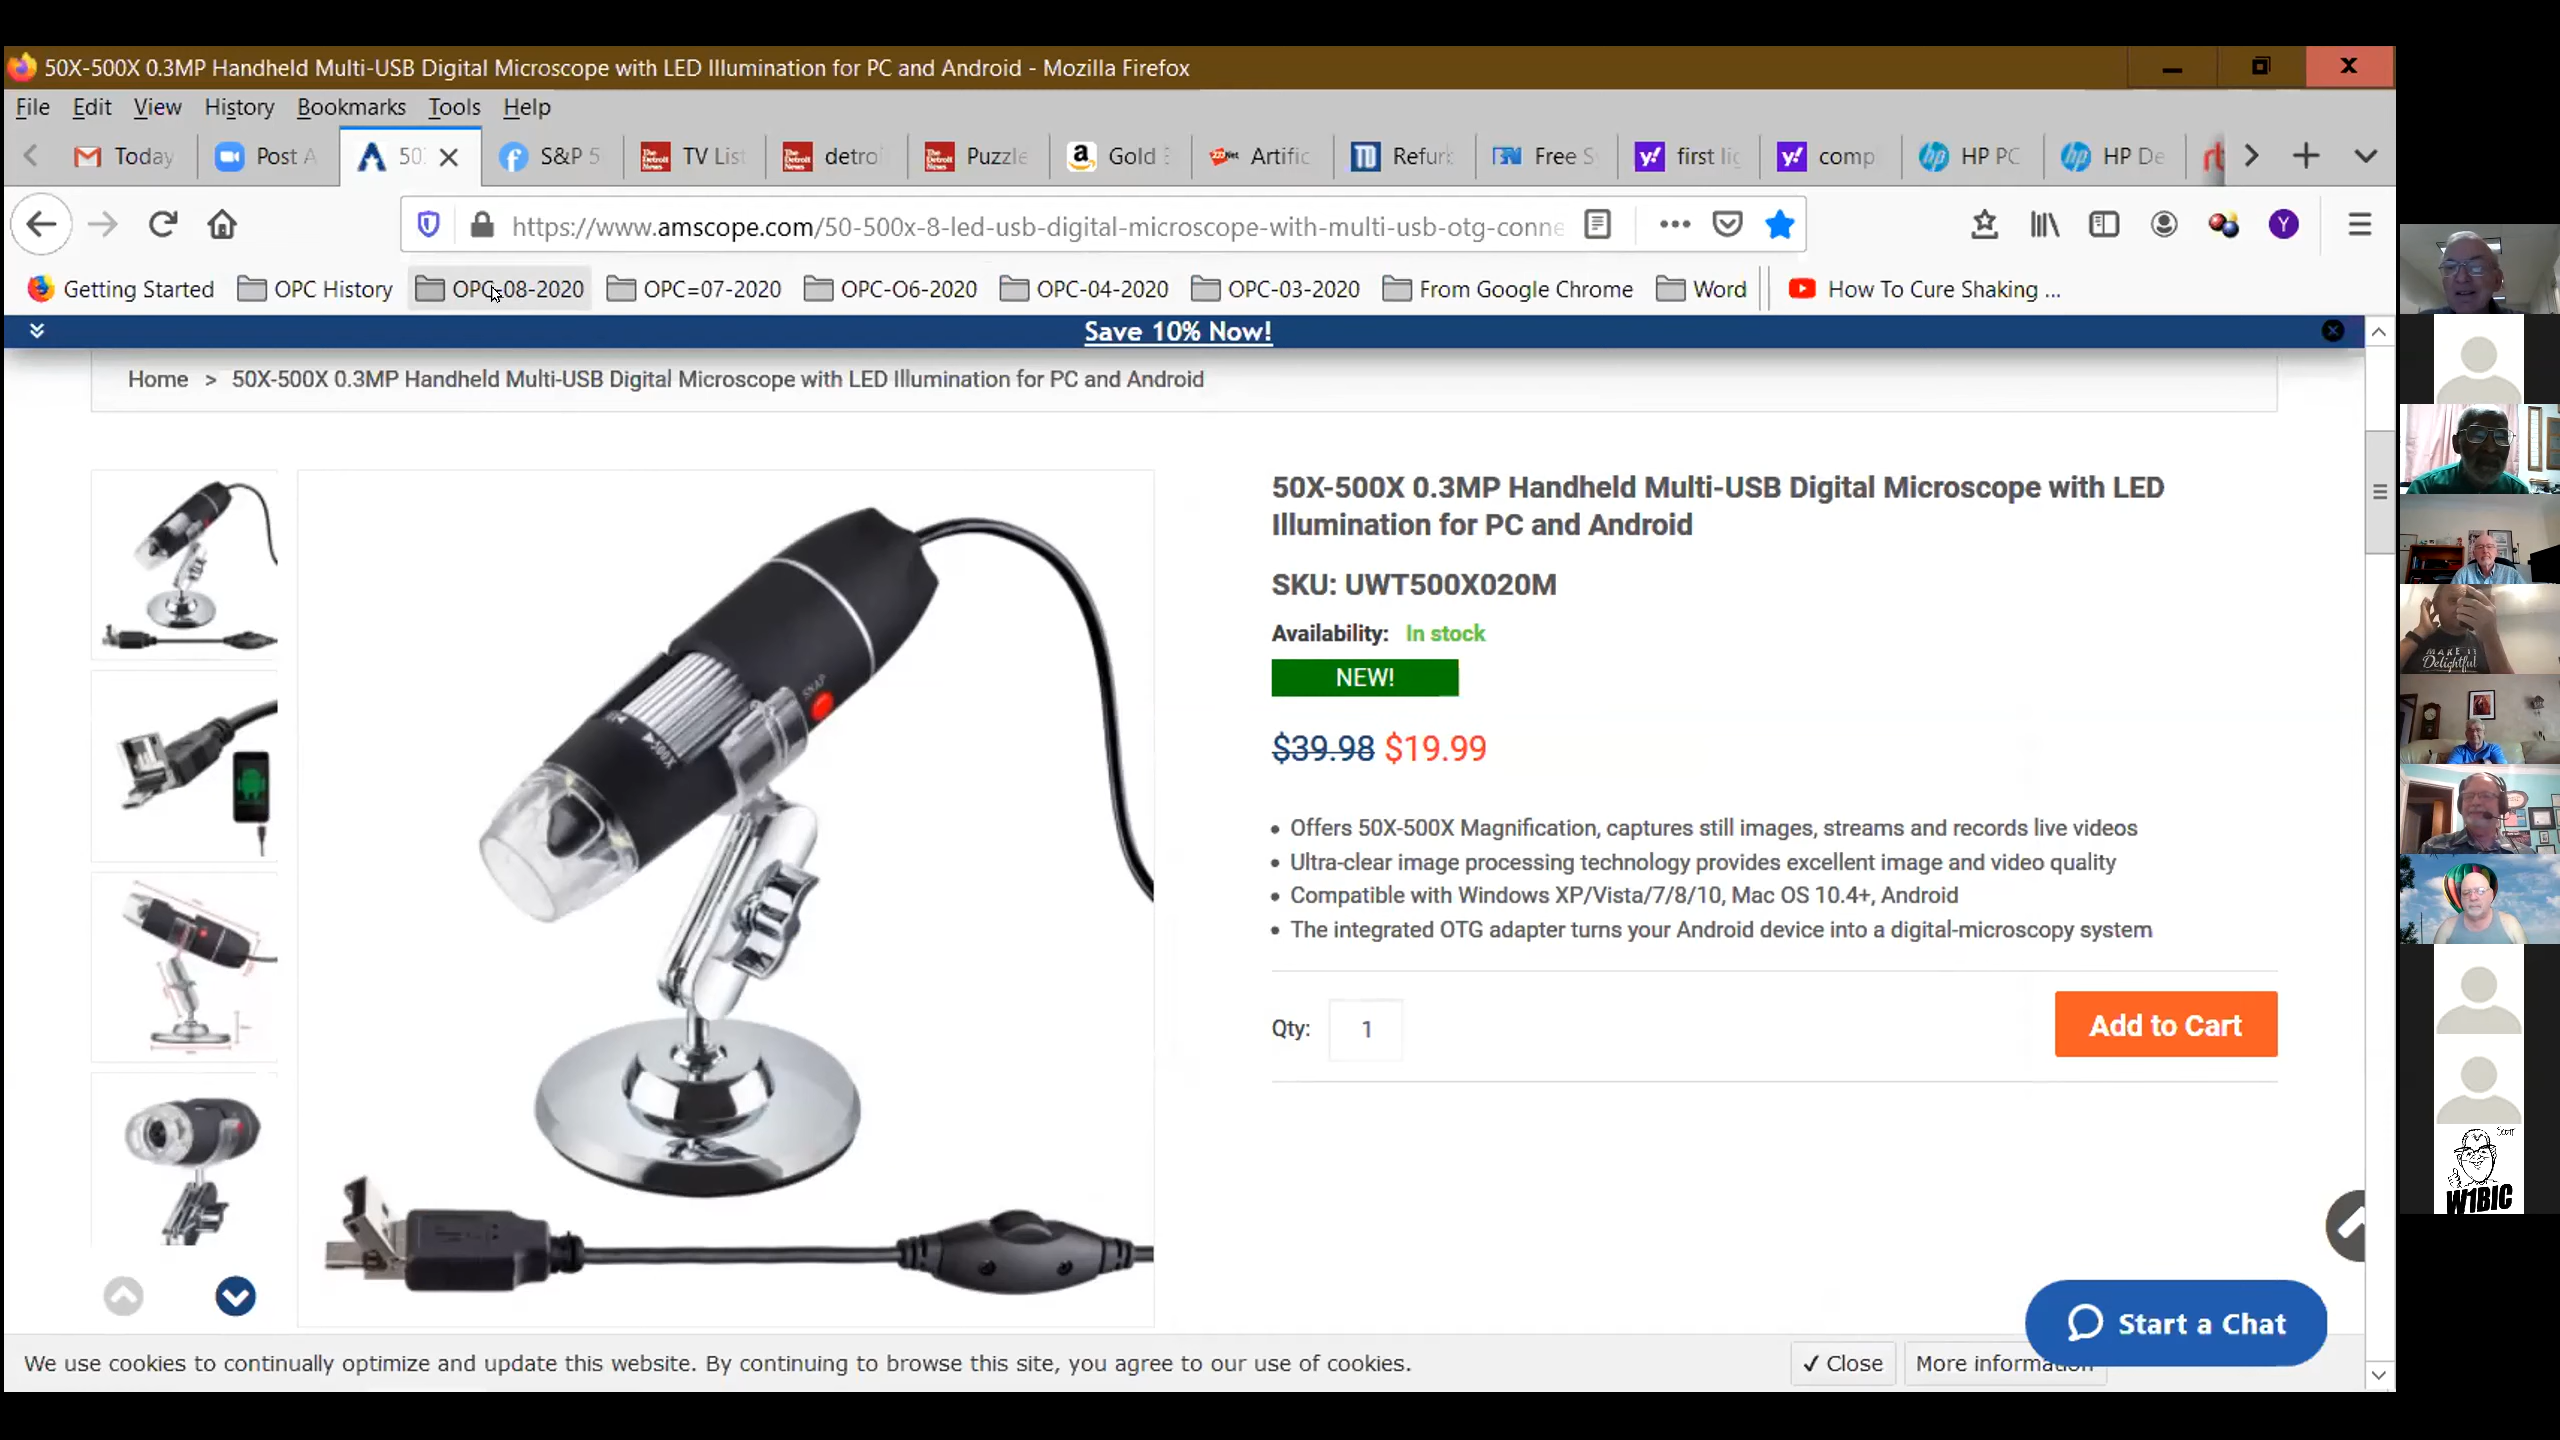 50X-500X 0.3MP Handheld Multi-USB Digital Microscope with LED Illumination for PC and Android - Mozilla Firefox
File Edit View History Bookmarks Tools Help
Today Post A 50 S&P 5 TV List detro Puzzle Gold Artific Refurk Free S first lig comp HP PC HP De
https://www.amscope.com/50-500x-8-led-usb-digital-microscope-with-multi-usb-otg-conne
Getting Started OPC History OPC-08-2020 OPC=07-2020 OPC-O6-2020 OPC-04-2020 OPC-03-2020 From Google Chrome Word How To Cure Shaking ...
Save 10% Now!
Home > 50X-500X 0.3MP Handheld Multi-USB Digital Microscope with LED Illumination for PC and Android
50X-500X 0.3MP Handheld Multi-USB Digital Microscope with LED
Illumination for PC and Android
SKU: UWT500X020M
Availability: In stock
NEW!
$39.98 $19.99
• Offers 50X-500X Magnification, captures still images, streams and records live videos
• Ultra-clear image processing technology provides excellent image and video quality
• Compatible with Windows XP/Vista/7/8/10, Mac OS 10.4+, Android
• The integrated OTG adapter turns your Android device into a digital-microscopy system
Qty: 1
Add to Cart
SNAP
500X
Start a Chat
We use cookies to continually optimize and update this website. By continuing to browse this site, you agree to our use of cookies.
✓ Close
More information
MAKE IT
Delightful
Scott
W1BIC